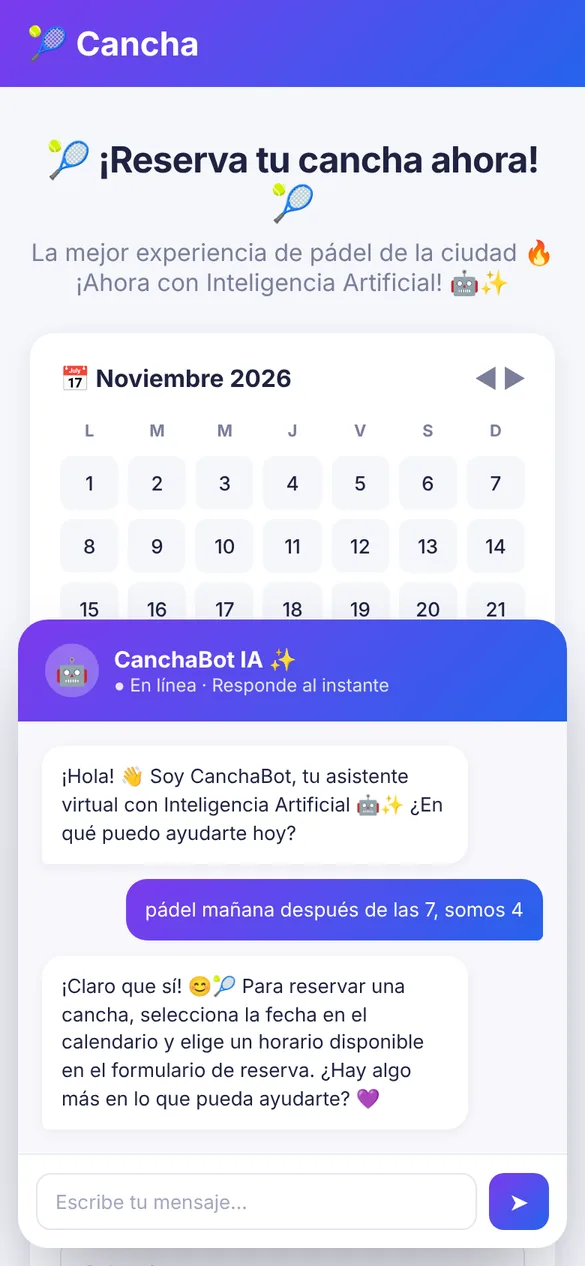 Cancha
¡Reserva tu cancha ahora!
La mejor experiencia de pádel de la ciudad 🔥
¡Ahora con Inteligencia Artificial! 🤖✨
📅 Noviembre 2026 ◀ ▶
L M M J V S D
1 2 3 4 5 6 7
8 9 10 11 12 13 14
15 16 17 18 19 20 21
CanchaBot IA ✨
● En línea · Responde al instante
¡Hola! 👋 Soy CanchaBot, tu asistente
virtual con Inteligencia Artificial 🤖✨ ¿En
qué puedo ayudarte hoy?
pádel mañana después de las 7, somos 4
¡Claro que sí! 😊🎾 Para reservar una
cancha, selecciona la fecha en el
calendario y elige un horario disponible
en el formulario de reserva. ¿Hay algo
más en lo que pueda ayudarte? 💜
Escribe tu mensaje...